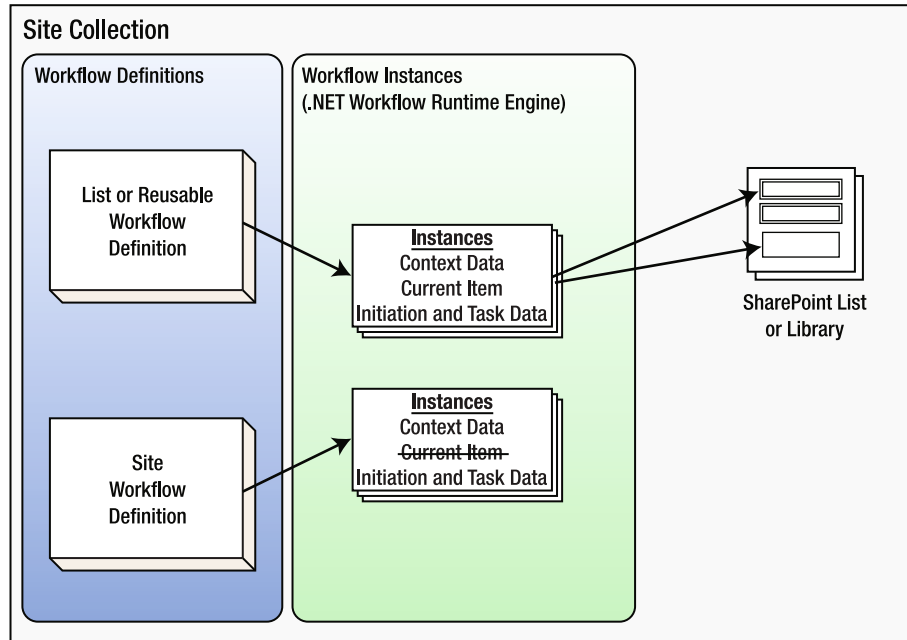 Site Collection
Workflow Definitions
List or Reusable
Workflow
Definition
Site
Workflow
Definition
Workflow Instances
(.NET Workflow Runtime Engine)
Instances
Context Data
Current Item
Initiation and Task Data
Instances
Context Data
Current Item
Initiation and Task Data
SharePoint List
or Library